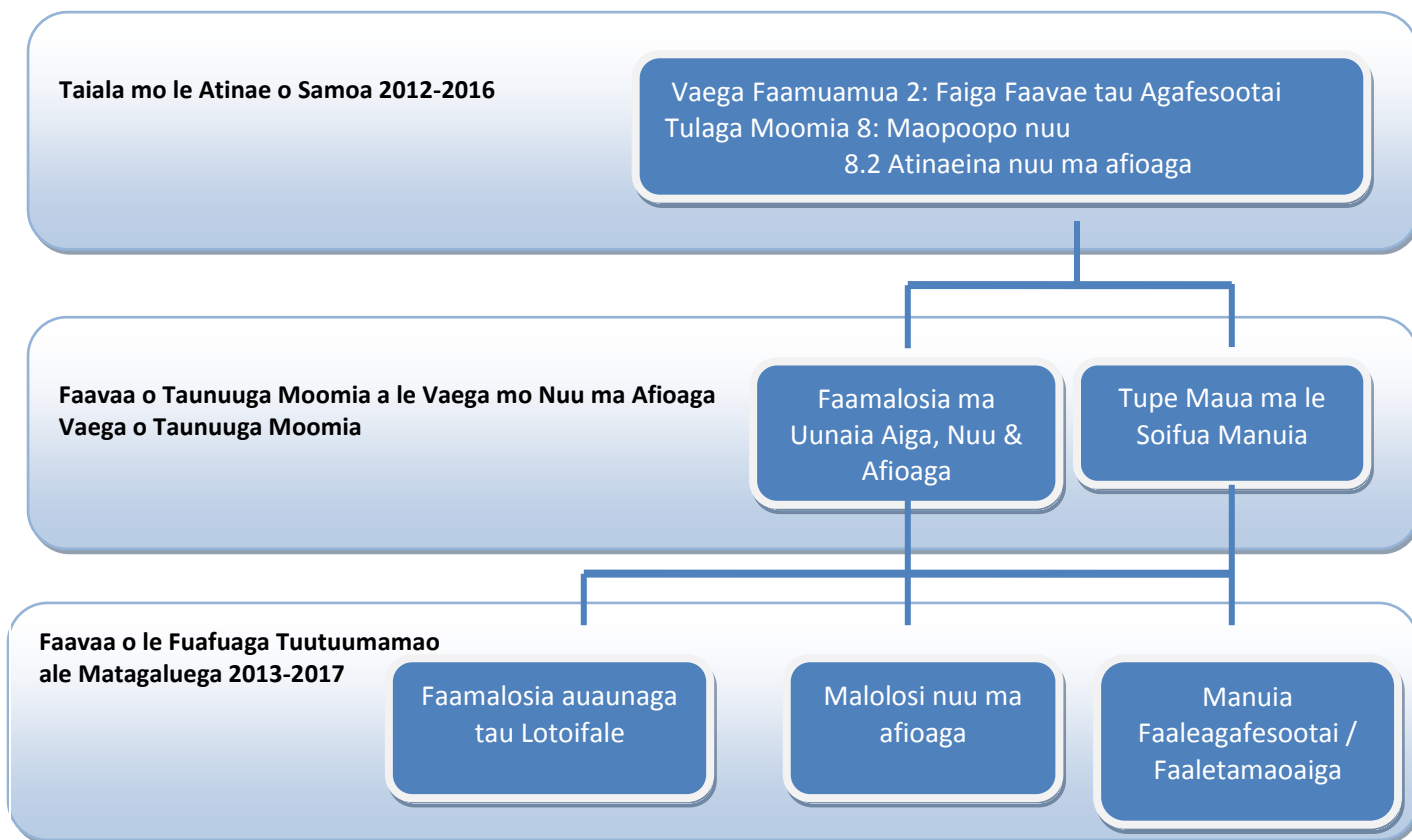 Taiala mo le Atinae o Samoa 2012-2016
Vaega Faamuamua 2: Faiga Faavae tau Agafesootai
Tulaga Moomia 8: Maopoopo nuu
8.2 Atinaeina nuu ma afioaga
Faavaa o Taunuuga Moomia a le Vaega mo Nuu ma Afioaga
Vaega o Taunuuga Moomia
Faamalosia ma
Uunaia Aiga, Nuu &
Afioaga
Tupe Maua ma le
Soifua Manuia
Faavaa o le Fuafuaga Tuutuumamao
ale Matagaluega 2013-2017
Faamalosia auaunaga
tau Lotoifale
Malolosi nuu ma
afioaga
Manuia
Faaleagafesootai /
Faaletamaoaiga